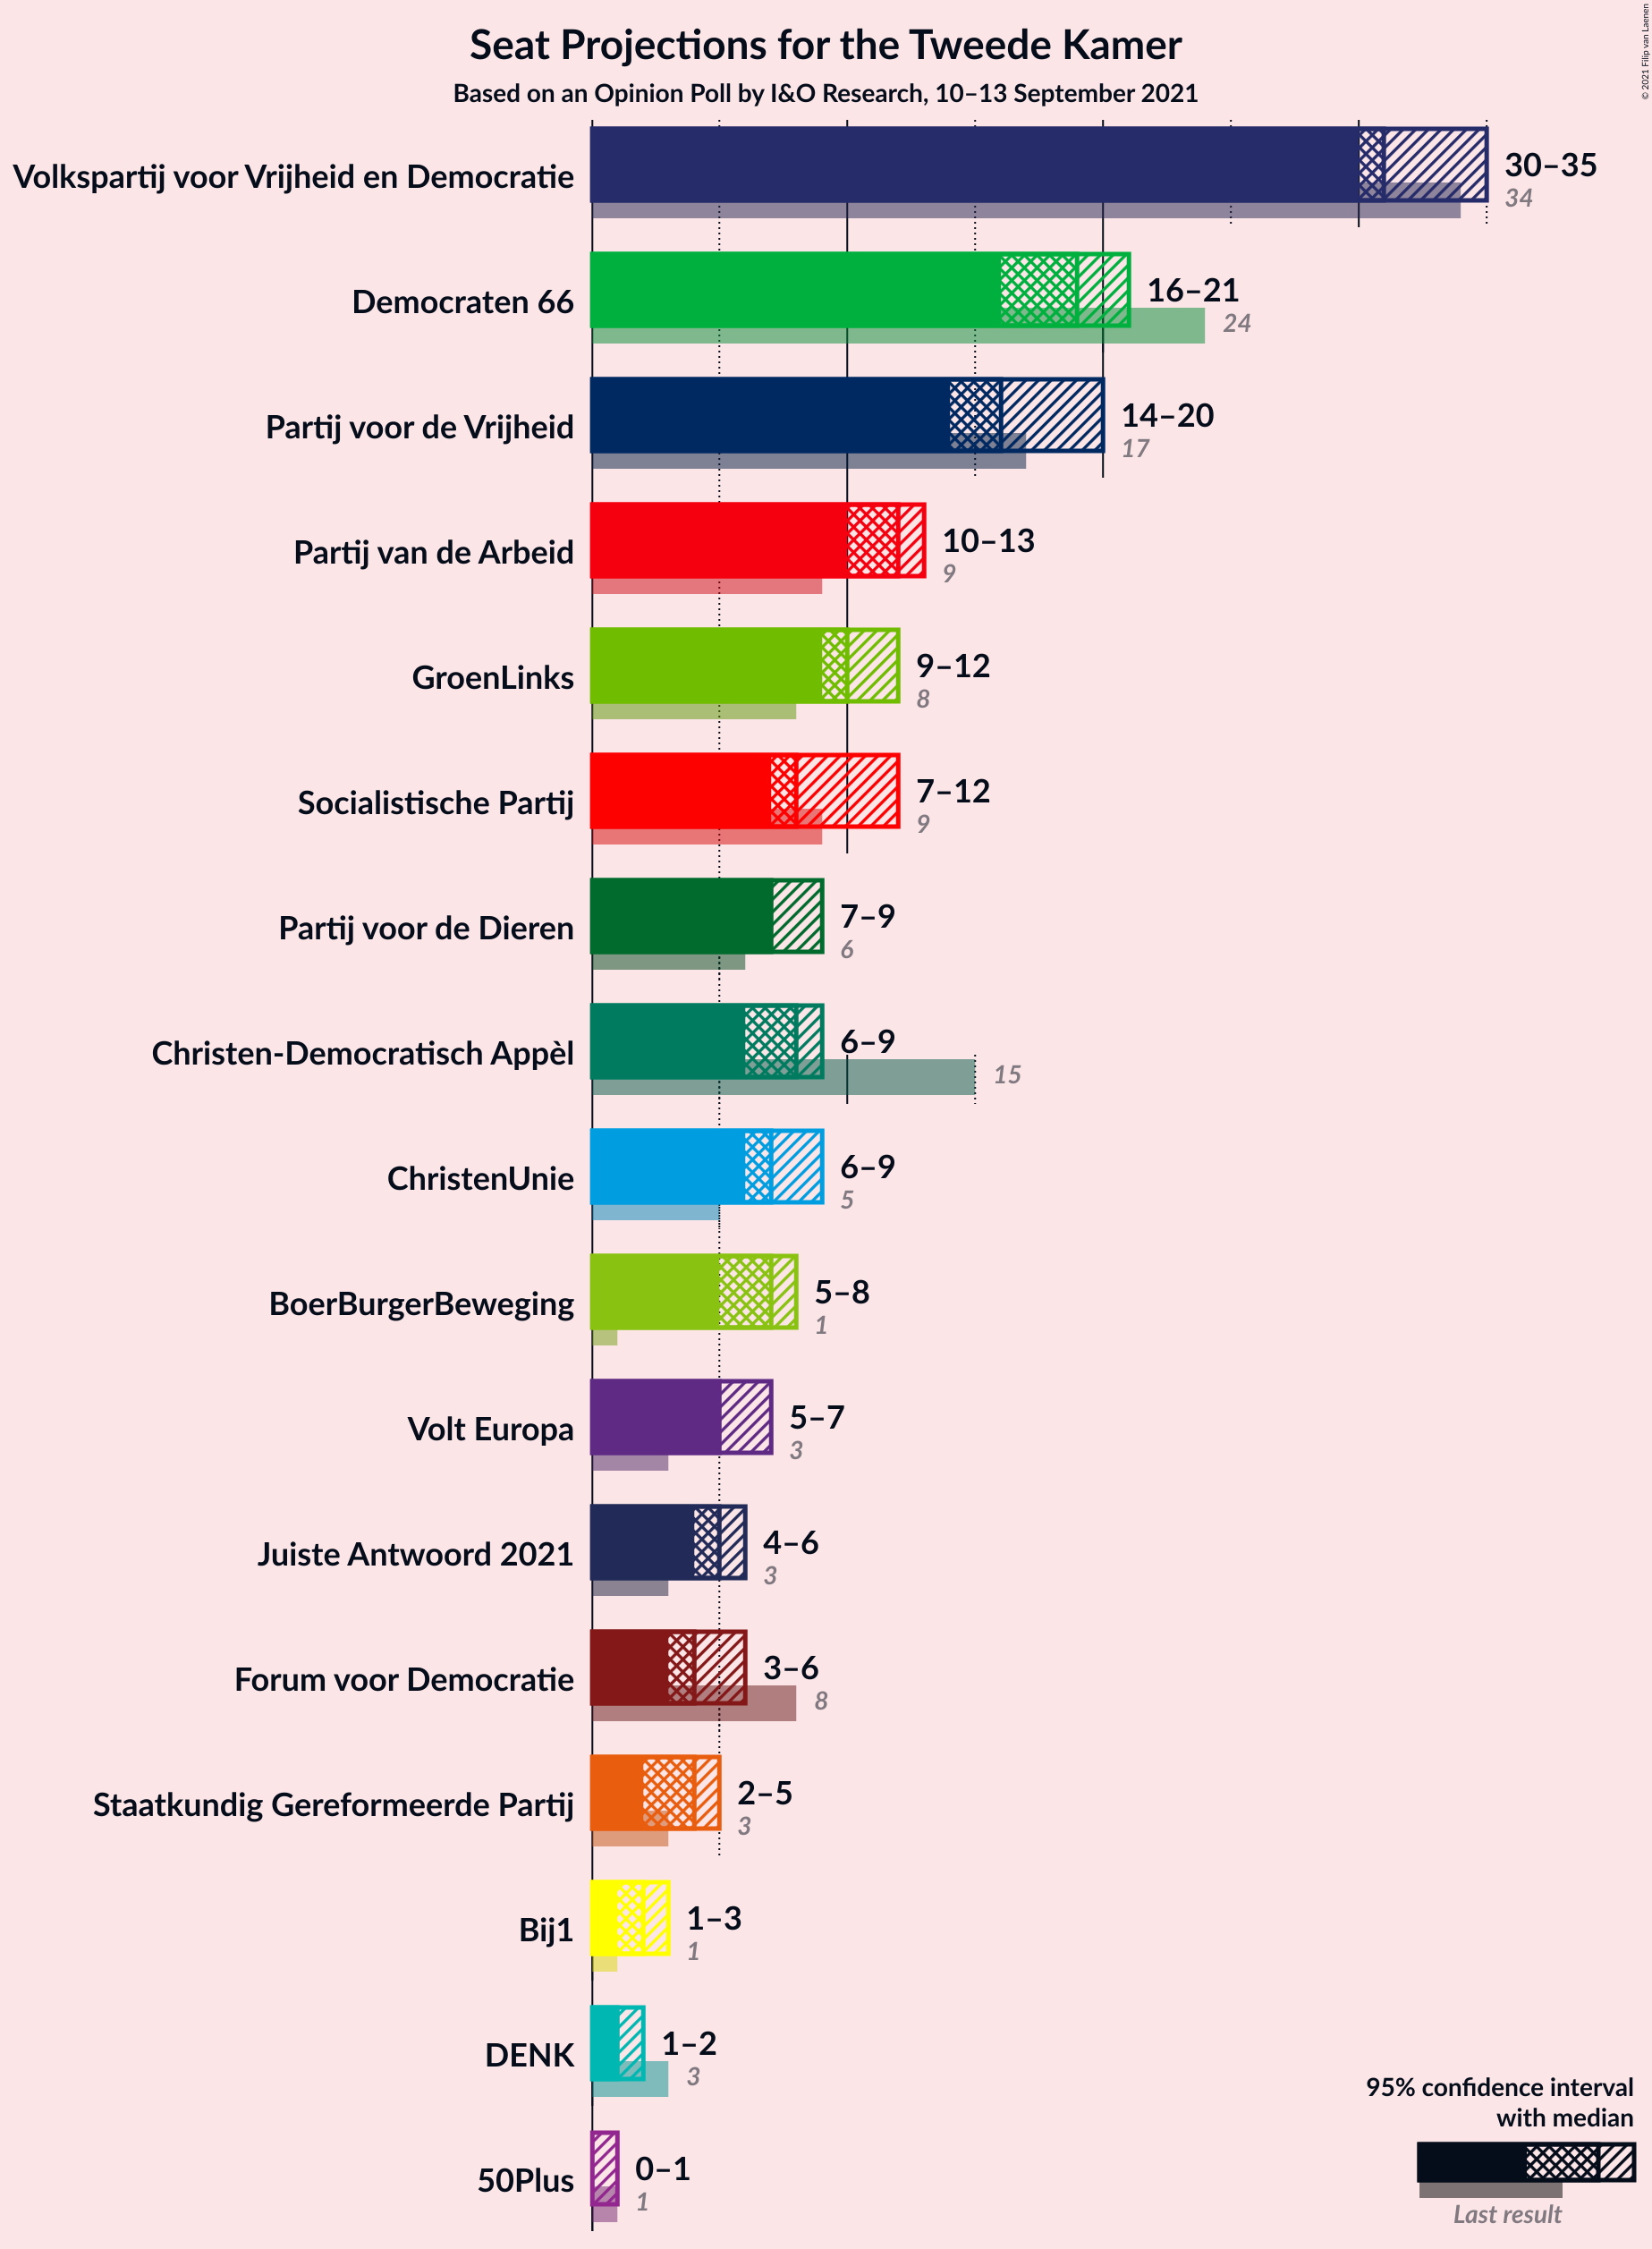 Seat Projections for the Tweede Kamer
Based on an Opinion Poll by I&O Research, 10–13 September 2021
© 2021 Filip van Laenen
Volkspartij voor Vrijheid en Democratie
30–35
34
Democraten 66
16–21
24
Partij voor de Vrijheid
14–20
17
Partij van de Arbeid
10–13
9
GroenLinks
9–12
8
Socialistische Partij
7–12
9
Partij voor de Dieren
7–9
6
Christen-Democratisch Appèl
6–9
15
ChristenUnie
6–9
5
BoerBurgerBeweging
5–8
1
Volt Europa
5–7
3
Juiste Antwoord 2021
4–6
3
Forum voor Democratie
3–6
8
Staatkundig Gereformeerde Partij
2–5
3
Bij1
1–3
1
DENK
1–2
3
50Plus
0–1
1
95% confidence interval
with median
Last result